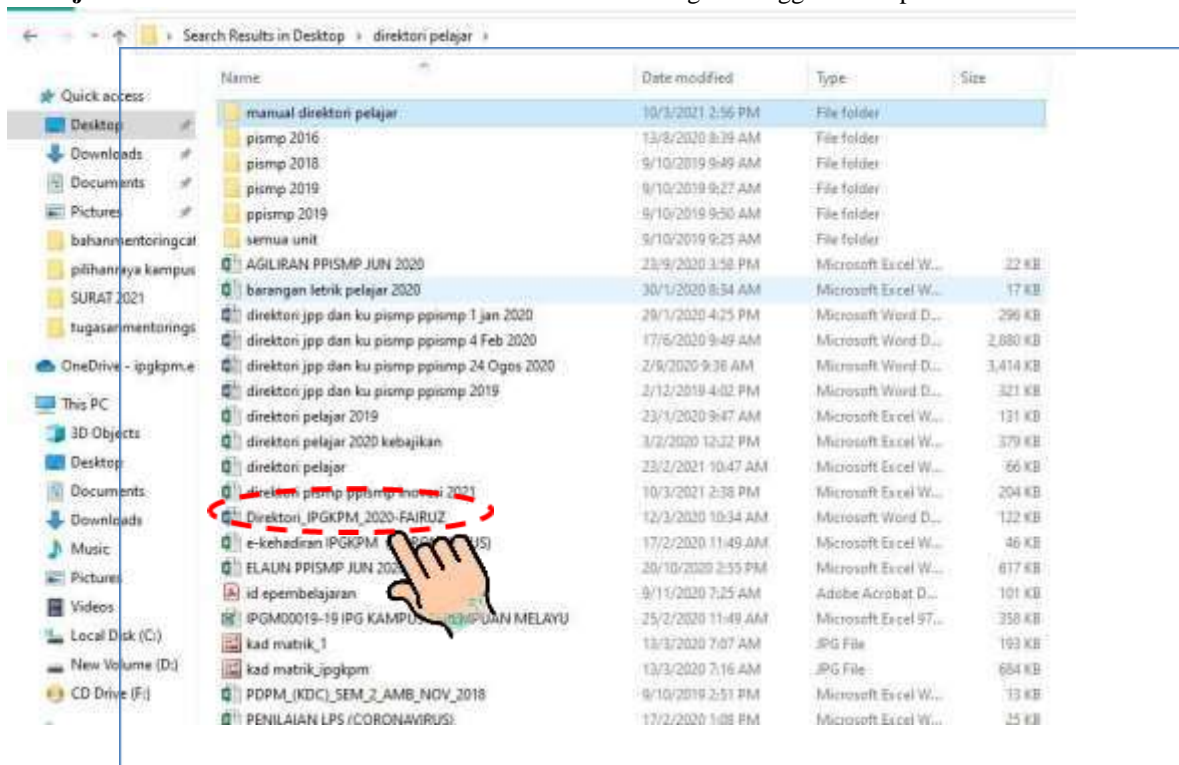 Search Results in Desktop › direktori pelajar ›
Name Date modified Type Size
Quick access
Desktop
Downloads
Documents
Pictures
bahanmentoringcat
pilihanraya kampus
SURAT 2021
tugasanmentorings
OneDrive - ipgkpm.e
This PC
3D Objects
Desktop
Documents
Downloads
Music
Pictures
Videos
Local Disk (C:)
New Volume (D:)
CD Drive (F:)
manual direktori pelajar 10/3/2021 2:56 PM File folder
pismp 2016 13/8/2020 8:39 AM File folder
pismp 2018 9/10/2019 9:49 AM File folder
pismp 2019 9/10/2019 9:27 AM File folder
ppismp 2019 9/10/2019 9:50 AM File folder
semua unit 9/10/2019 9:25 AM File folder
AGILIRAN PPISMP JUN 2020 23/9/2020 3:58 PM Microsoft Excel W... 22 KB
barangan letrik pelajar 2020 30/1/2020 8:34 AM Microsoft Excel W... 17 KB
direktori jpp dan ku pismp ppismp 1 jan 2020 29/1/2020 4:25 PM Microsoft Word D... 296 KB
direktori jpp dan ku pismp ppismp 4 Feb 2020 17/6/2020 9:49 AM Microsoft Word D... 2,880 KB
direktori jpp dan ku pismp ppismp 24 Ogos 2020 2/9/2020 9:36 AM Microsoft Word D... 3,414 KB
direktori jpp dan ku pismp ppismp 2019 2/12/2019 4:02 PM Microsoft Word D... 321 KB
direktori pelajar 2019 23/1/2020 9:47 AM Microsoft Excel W... 131 KB
direktori pelajar 2020 kebajikan 3/2/2020 12:22 PM Microsoft Excel W... 379 KB
direktori pelajar 23/2/2021 10:47 AM Microsoft Excel W... 66 KB
direktori pismp ppismp inovasi 2021 10/3/2021 2:38 PM Microsoft Excel W... 204 KB
Direktori_IPGKPM_2020-FAIRUZ 12/3/2020 10:34 AM Microsoft Word D... 122 KB
e-kehadiran IPGKPM 17/2/2020 11:49 AM Microsoft Excel W... 46 KB
ELAUN PPISMP JUN 20/10/2020 2:55 PM Microsoft Excel W... 617 KB
id epembelajaran 9/11/2020 7:25 AM Adobe Acrobat D... 101 KB
IPGM00019-19 IPG KAMPUS MELAYU 25/2/2020 11:49 AM Microsoft Excel 97... 358 KB
kad matrik_1 13/3/2020 7:07 AM JPG File 193 KB
kad matrik_ipgkpm 13/3/2020 7:16 AM JPG File 684 KB
PDPM_(KDC)_SEM_2_AMB_NOV_2018 9/10/2019 2:51 PM Microsoft Excel W... 13 KB
PENILAIAN LPS (CORONAVIRUS) 17/2/2020 1:08 PM Microsoft Excel W... 25 KB